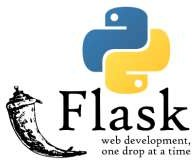 Flask
web development,
one drop at a time